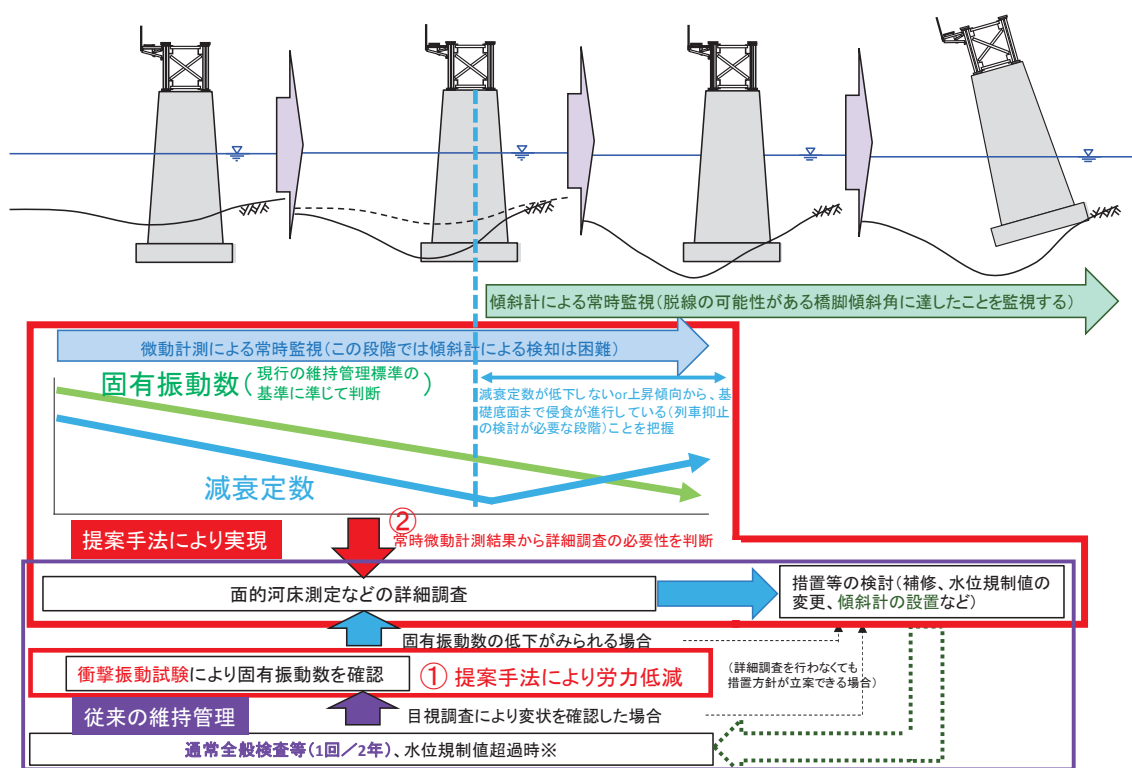 傾斜計による常時監視(脱線の可能性がある橋脚傾斜角に達したことを監視する)
微動計測による常時監視(この段階では傾斜計による検知は困難)
固有振動数(現行の維持管理標準の
基準に準じて判断)
減衰定数が低下しないor上昇傾向から、基
礎底面まで侵食が進行している(列車抑止
の検討が必要な段階)ことを把握
減衰定数
提案手法により実現
②
常時微動計測結果から詳細調査の必要性を判断
面的河床測定などの詳細調査
措置等の検討(補修、水位規制値の
変更、傾斜計の設置など)
固有振動数の低下がみられる場合
衝撃振動試験により固有振動数を確認
①提案手法により労力低減
(詳細調査を行わなくても
措置方針が立案できる場合)
従来の維持管理
目視調査により変状を確認した場合
通常全般検査等(1回/2年)、水位規制値超過時※